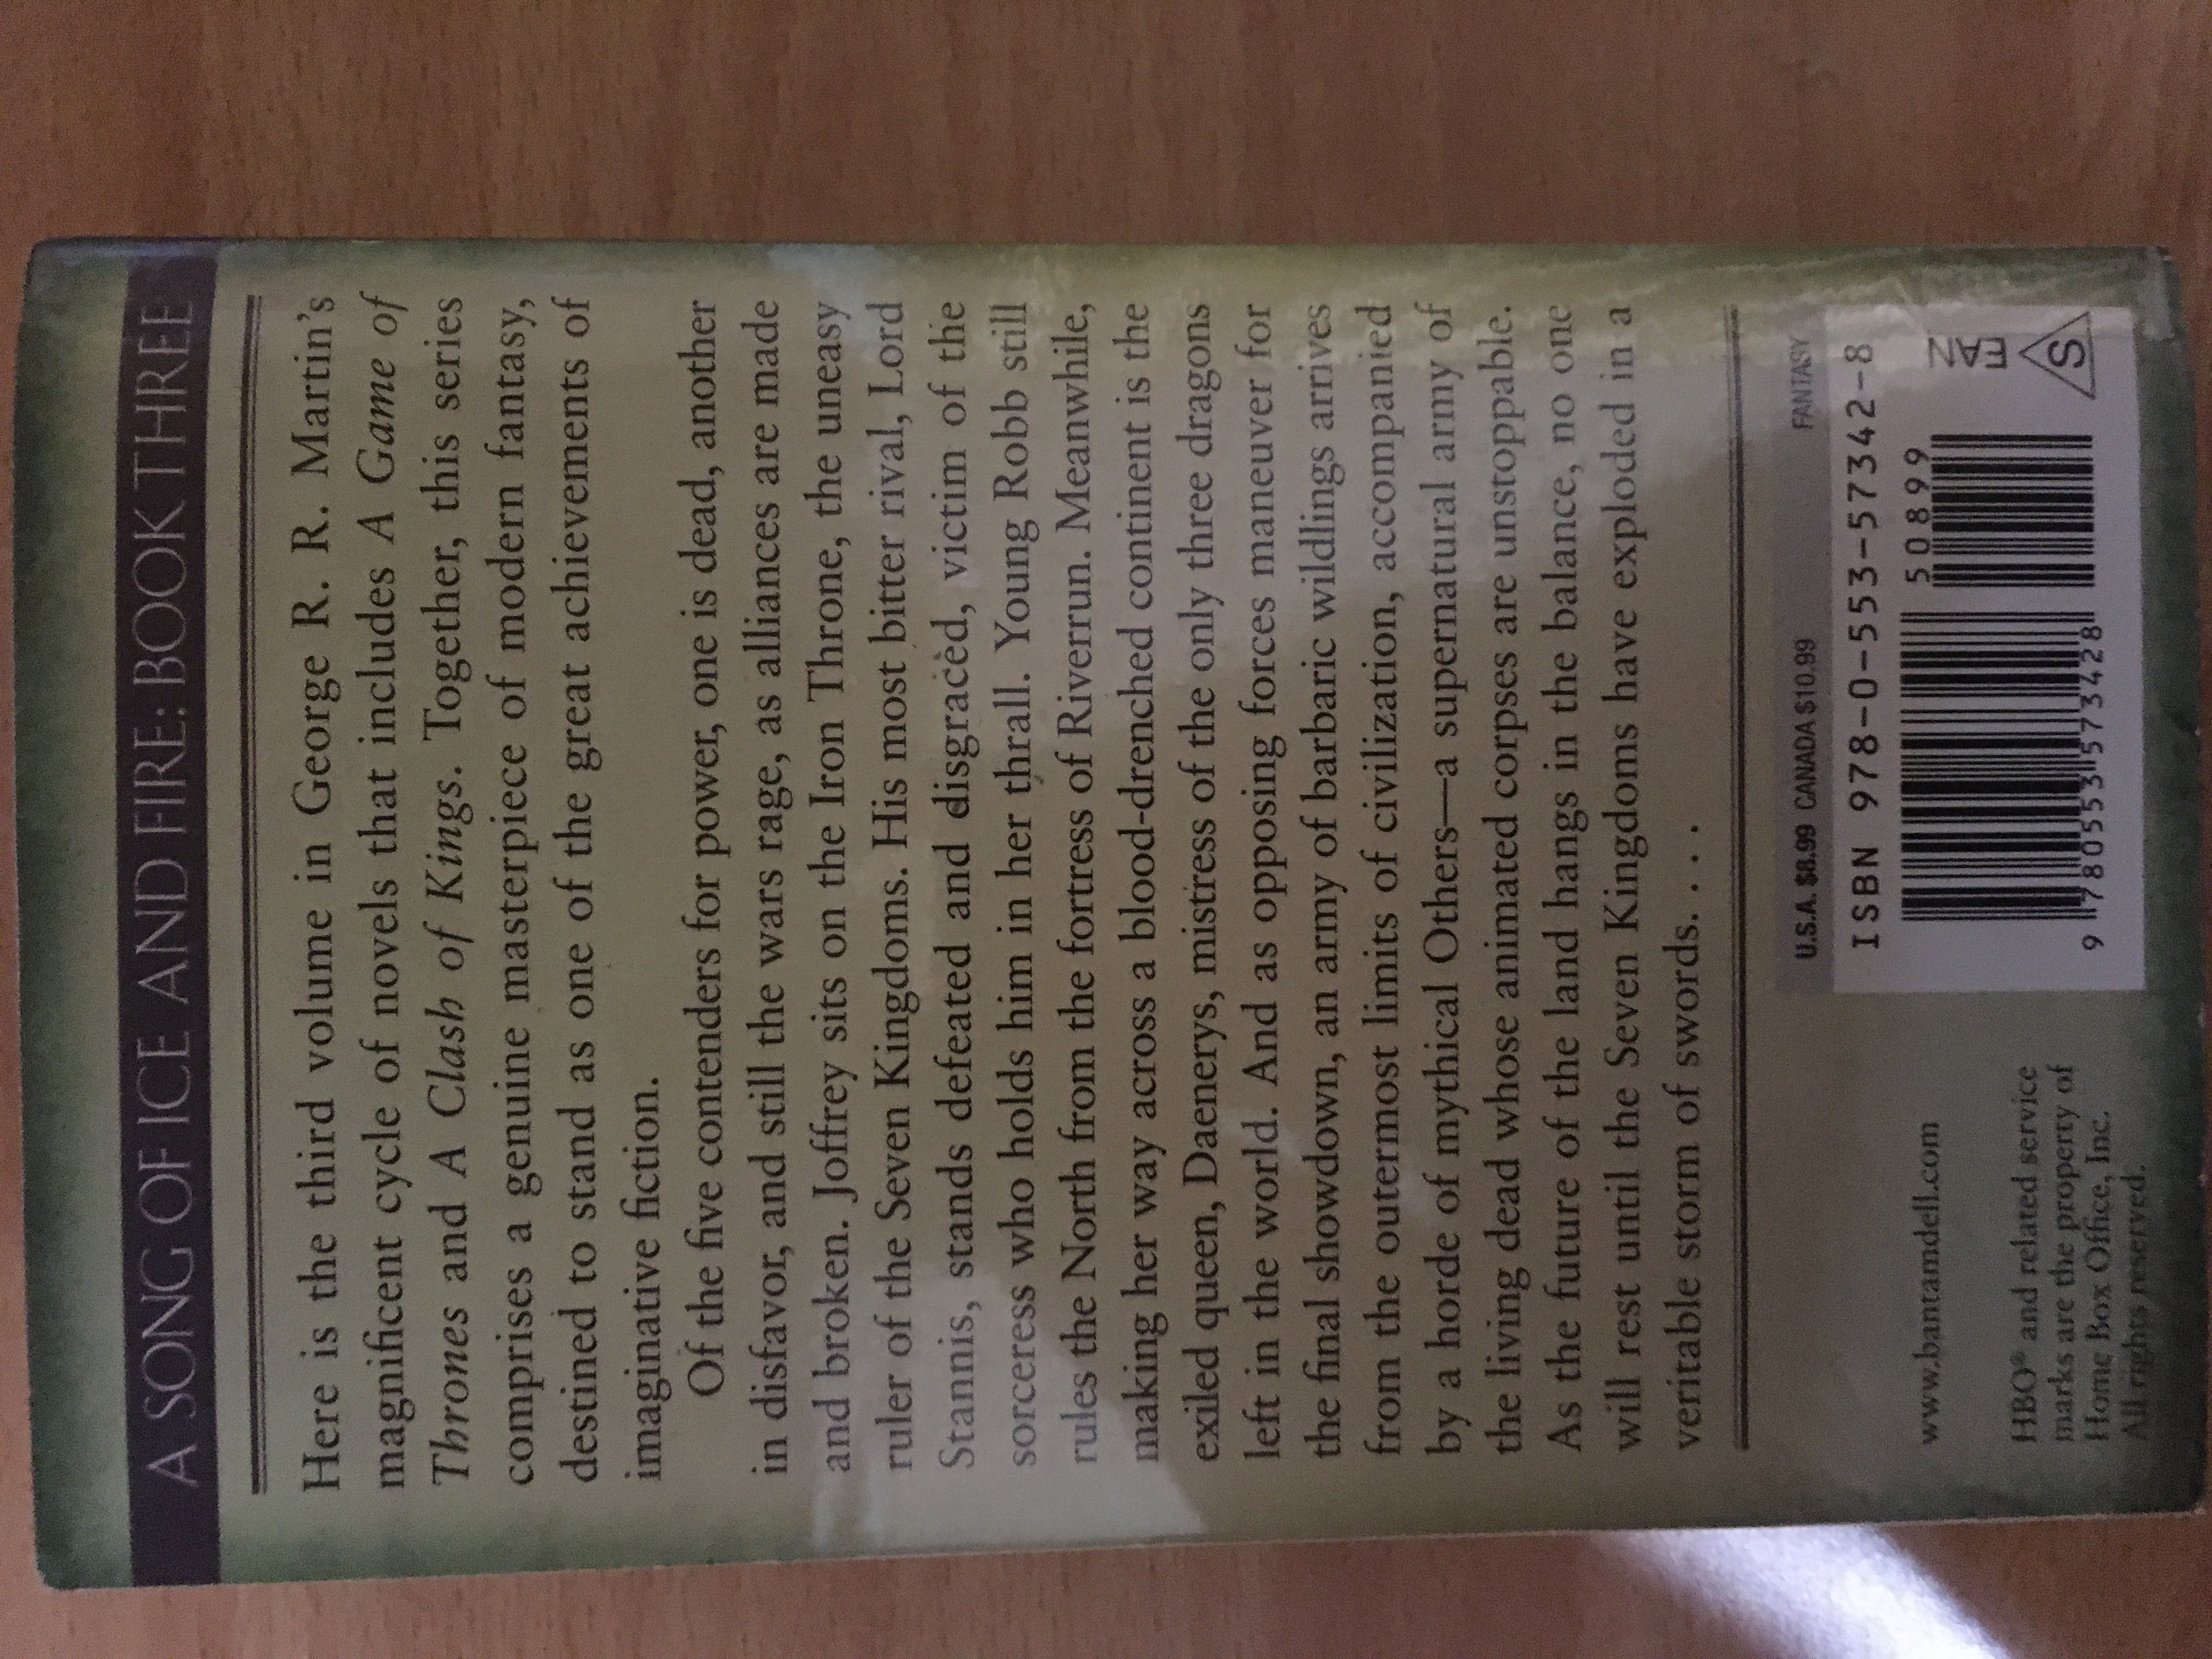 A SONG OF ICE AND FIRE: BOOK THREE
Here is the third volume in George R. R. Martin's
magnificent cycle of novels that includes A Game of
Thrones and A Clash of Kings. Together, this series
comprises a genuine masterpiece of modern fantasy,
destined to stand as one of the great achievements of
imaginative fiction.
Of the five contenders for power, one is dead, another
in disfavor, and still the wars rage, as alliances are made
and broken. Joffrey sits on the Iron Throne, the uneasy
ruler of the Seven Kingdoms. His most bitter rival, Lord
Stannis, stands defeated and disgraced, victim of the
sorceress who holds him in her thrall. Young Robb still
rules the North from the fortress of Riverrun. Meanwhile,
making her way across a blood-drenched continent is the
exiled queen, Daenerys, mistress of the only three dragons
left in the world. And as opposing forces maneuver for
the final showdown, an army of barbaric wildlings arrives
from the outermost limits of civilization, accompanied
by a horde of mythical Others—a supernatural army of
the living dead whose animated corpses are unstoppable.
As the future of the land hangs in the balance, no one
will rest until the Seven Kingdoms have exploded in a
veritable storm of swords. . . .
U.S.A. $8.99 CANADA $10.99 FANTASY
ISBN 978-0-553-57342-8
50899
9 780553 573428
EAN
S
www.bantamdell.com
HBO® and related service
marks are the property of
Home Box Office, Inc.
All rights reserved.